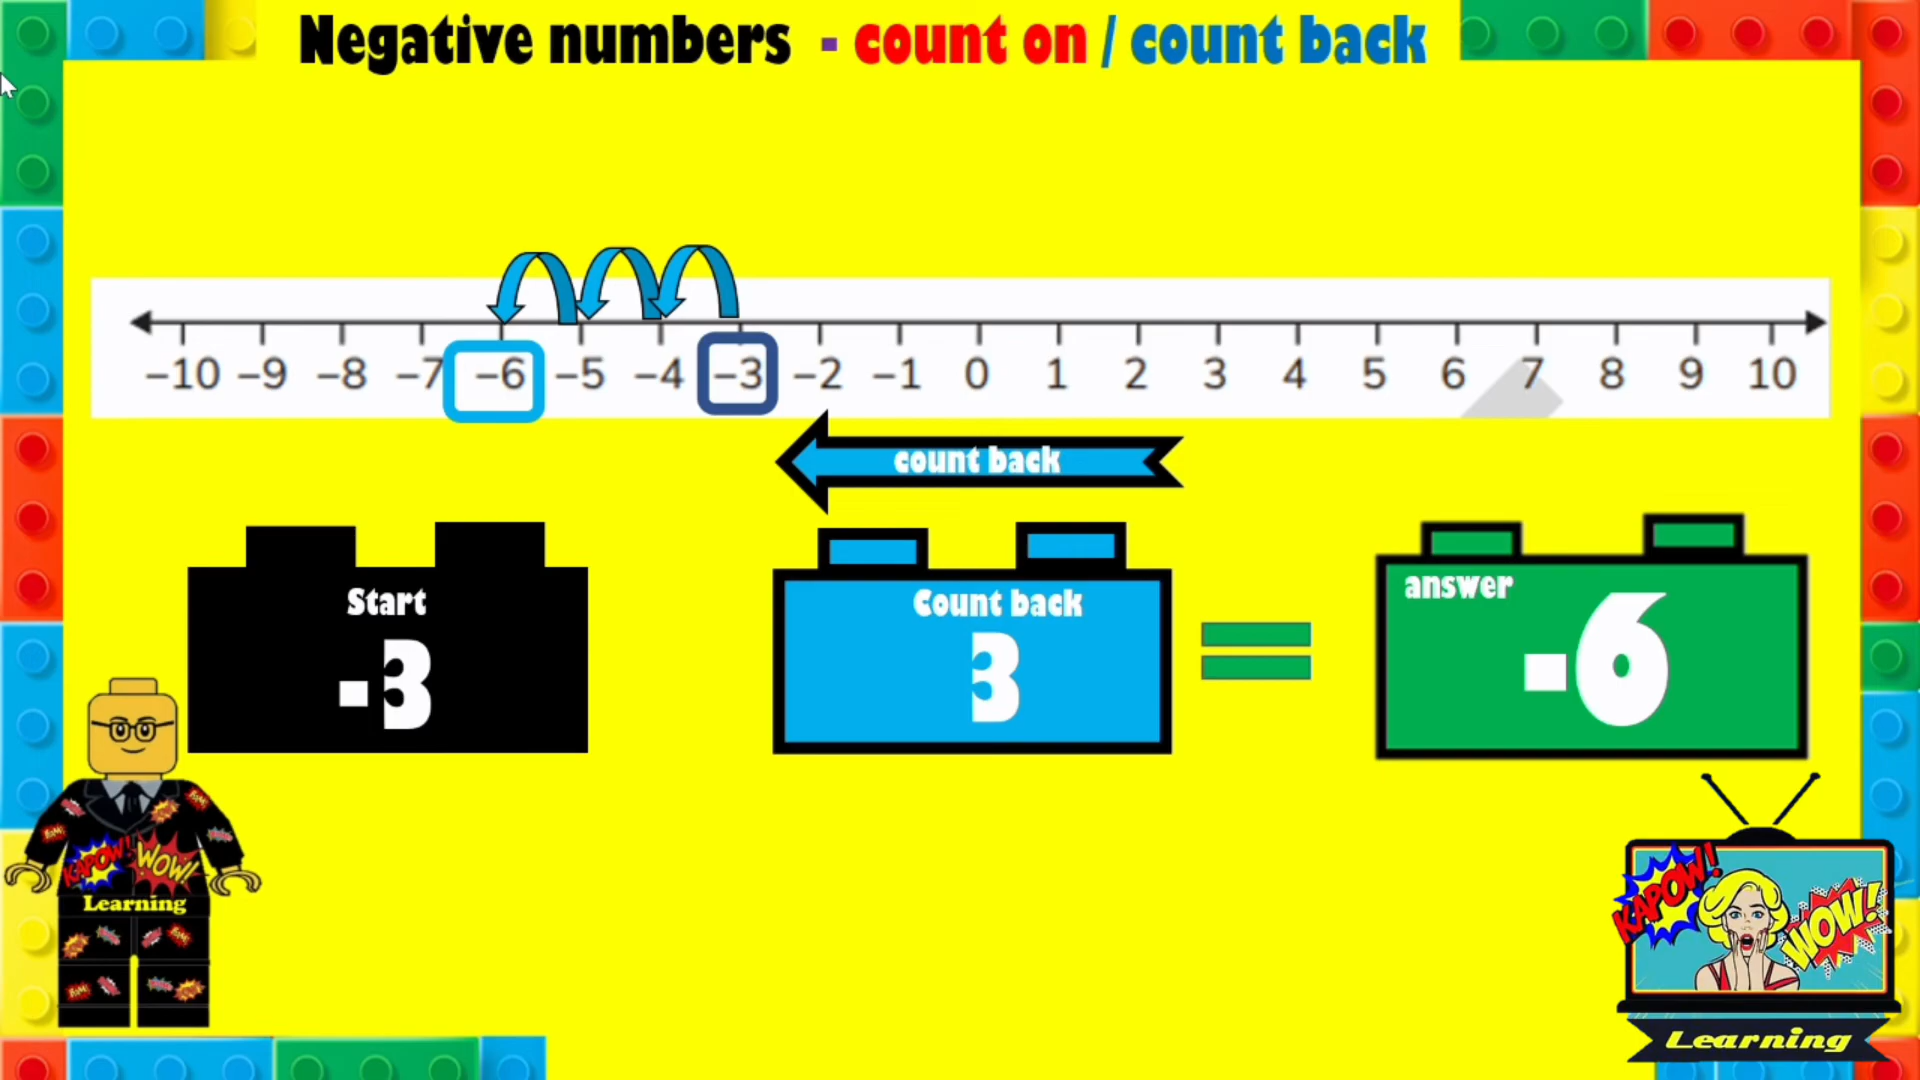 Negative numbers - count on / count back
−10 −9 −8 −7 −6 −5 −4 −3 −2 −1 0 1 2 3 4 5 6 7 8 9 10
count back
Start
-3
Count back
3
=
answer
-6
KAPOW! WOW!
Learning
KAPOW!
WOW!
Learning